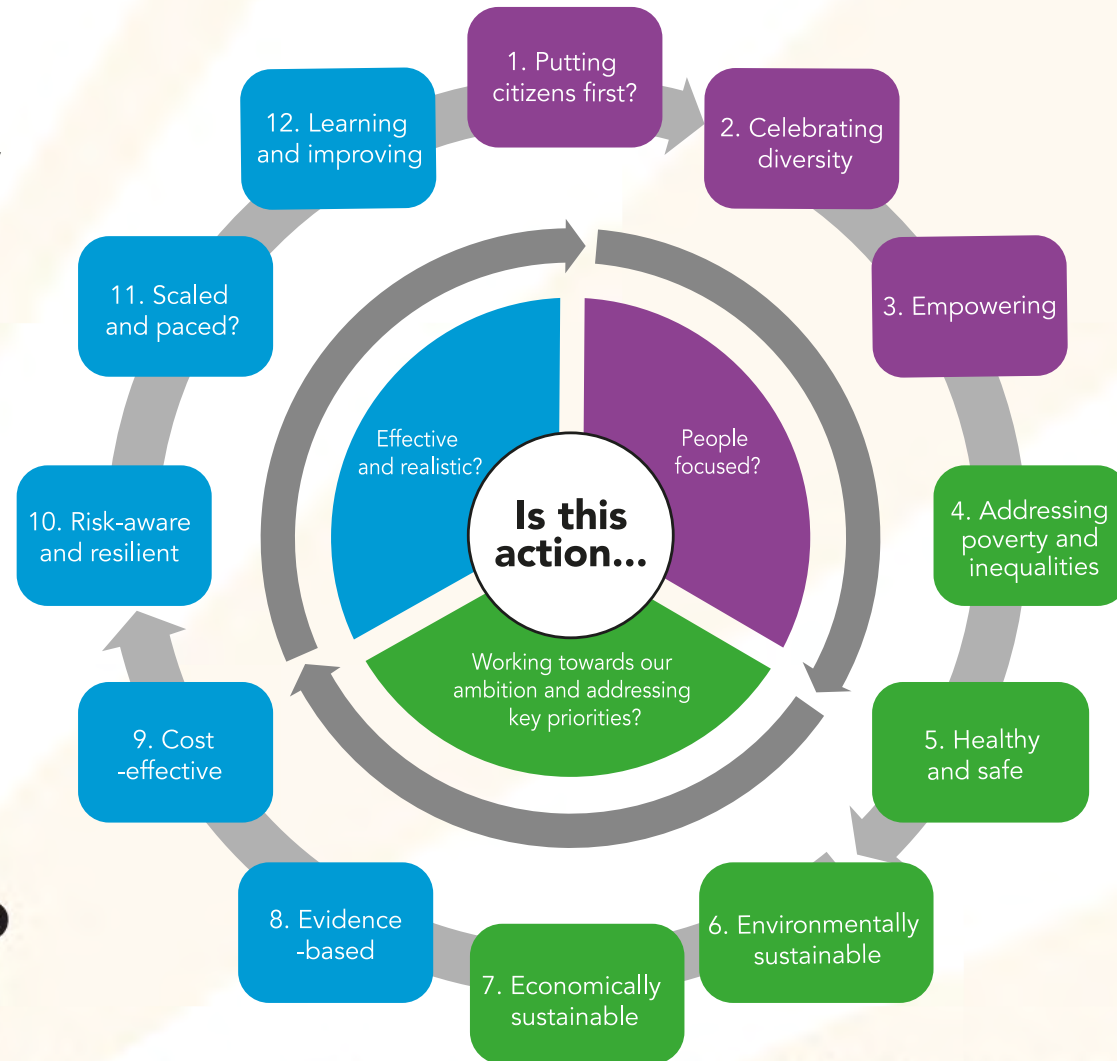 1. Putting
citizens first?
2. Celebrating
diversity
3. Empowering
4. Addressing
poverty and
inequalities
5. Healthy
and safe
6. Environmentally
sustainable
7. Economically
sustainable
8. Evidence
-based
9. Cost
-effective
10. Risk-aware
and resilient
11. Scaled
and paced?
12. Learning
and improving
Is this
action...
People
focused?
Working towards our
ambition and addressing
key priorities?
Effective
and realistic?